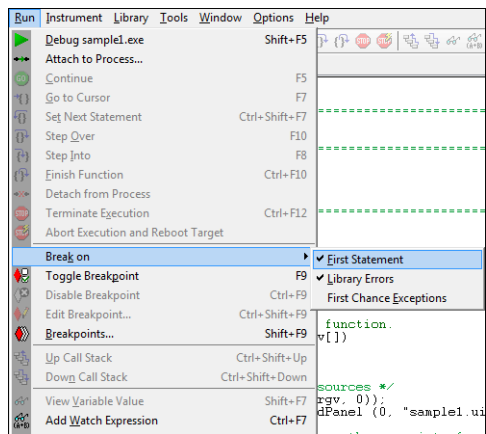 Run Instrument Library Tools Window Options Help
Debug sample1.exe Shift+F5
Attach to Process...
Continue F5
Go to Cursor F7
Set Next Statement Ctrl+Shift+F7
Step Over F10
Step Into F8
Finish Function Ctrl+F10
Detach from Process
Terminate Execution Ctrl+F12
Abort Execution and Reboot Target
Break on
First Statement
Toggle Breakpoint F9
Library Errors
Disable Breakpoint Ctrl+F9
First Chance Exceptions
Edit Breakpoint... Ctrl+Shift+F9
function.
Breakpoints... Shift+F9
v[])
Up Call Stack Ctrl+Shift+Up
Down Call Stack Ctrl+Shift+Down
sources */
View Variable Value Shift+F7
rgv, 0));
dPanel (0, "sample1.ui
Add Watch Expression Ctrl+F7